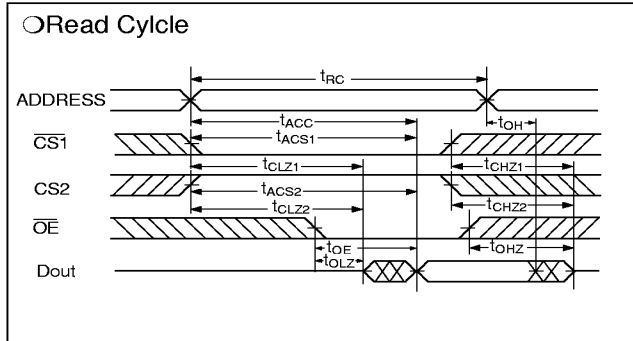 ○Read Cylcle
tRC
ADDRESS
tACC
tOH
CS1
tACS1
tCLZ1
tCHZ1
CS2
tACS2
tCLZ2
tCHZ2
OE
tOE
tOHZ
tOLZ
Dout